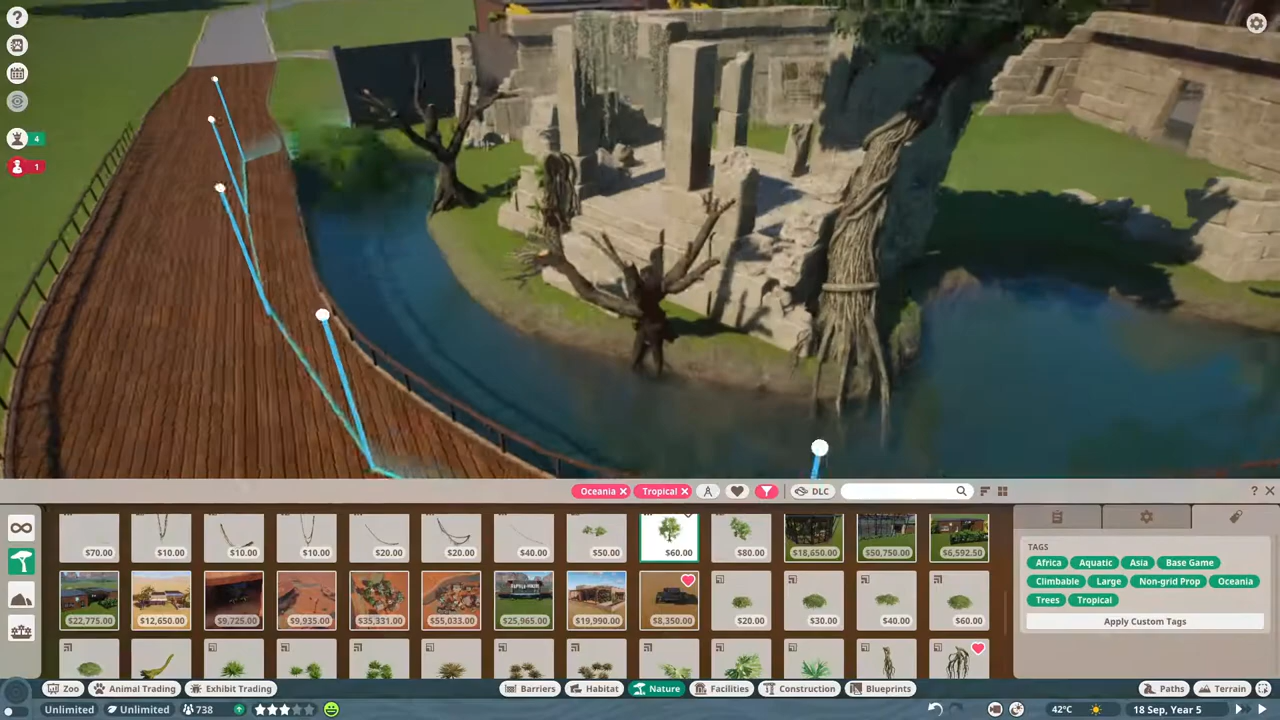 ?
4
1
Oceania ✕ Tropical ✕ DLC
? ✕
$70.00 $10.00 $10.00 $10.00 $20.00 $20.00 $40.00 $50.00 $60.00 $80.00 $18,650.00 $50,750.00 $6,592.50
$22,775.00 $12,650.00 $9,725.00 $9,935.00 $35,331.00 $55,033.00 $25,965.00 $19,990.00 $8,350.00 $20.00 $30.00 $40.00 $60.00
TAGS
Africa Aquatic Asia Base Game
Climbable Large Non-grid Prop Oceania
Trees Tropical
Apply Custom Tags
Zoo Animal Trading Exhibit Trading Barriers Habitat Nature Facilities Construction Blueprints Paths Terrain
Unlimited Unlimited 738 42°C 18 Sep, Year 5